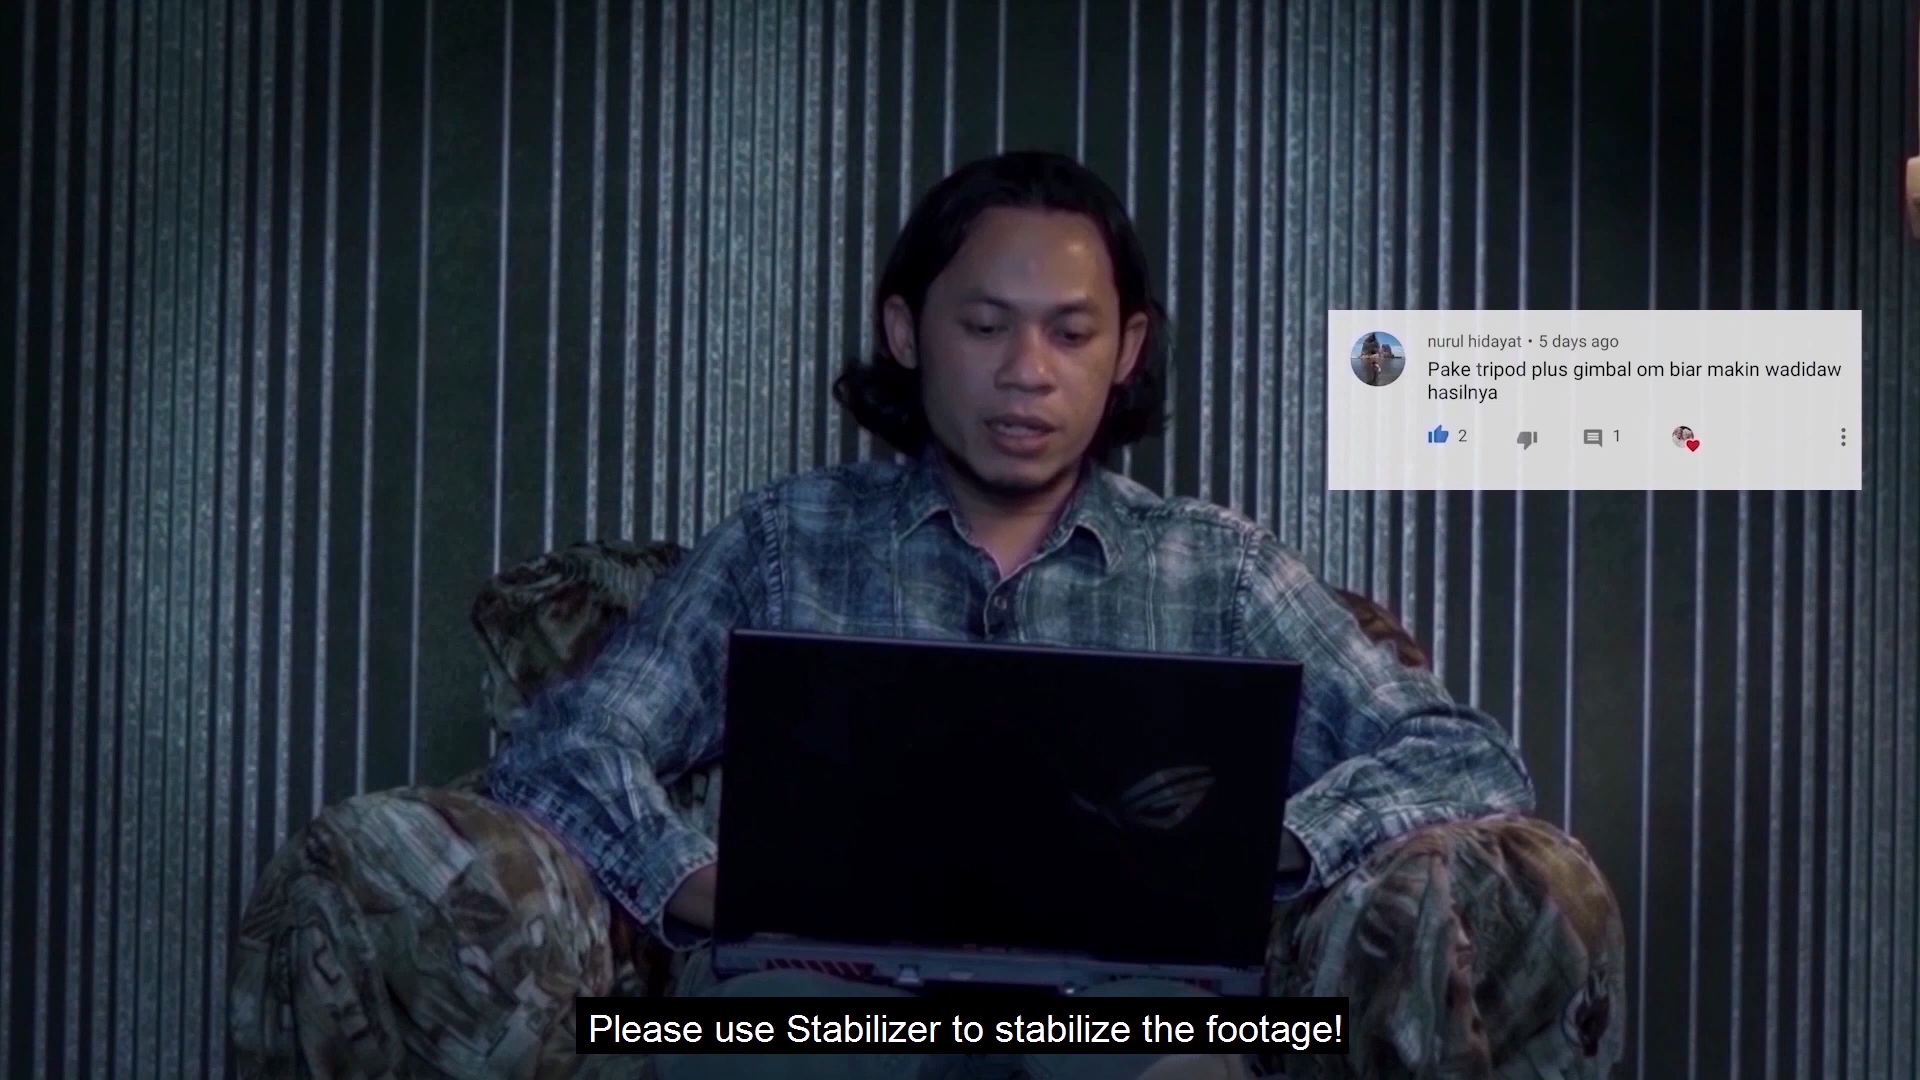 nurul hidayat • 5 days ago
Pake tripod plus gimbal om biar makin wadidaw
hasilnya
2
1
Please use Stabilizer to stabilize the footage!